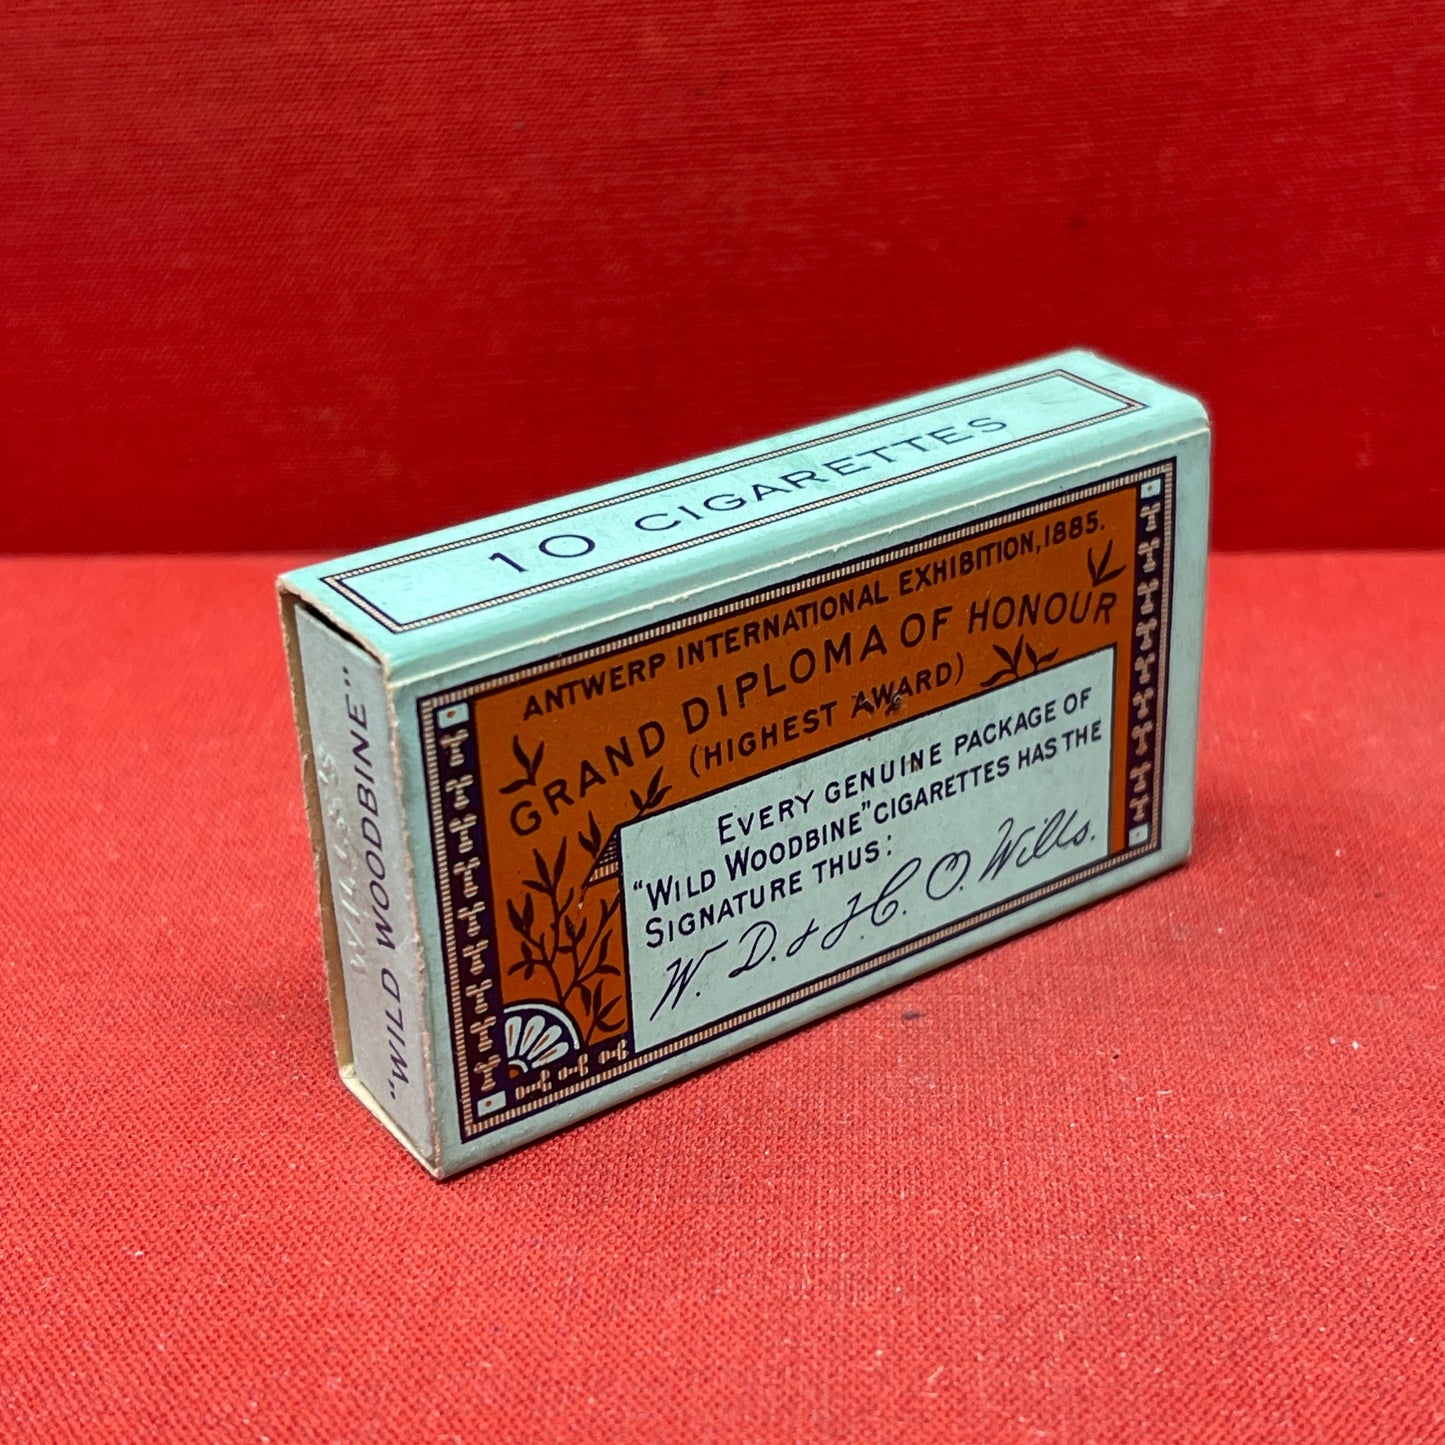 10 CIGARETTES
ANTWERP INTERNATIONAL EXHIBITION, 1885.
GRAND DIPLOMA OF HONOUR
(HIGHEST AWARD)
EVERY GENUINE PACKAGE OF
"WILD WOODBINE" CIGARETTES HAS THE
SIGNATURE THUS:
W. D. & H. O. Wills.
WILLS'S
"WILD WOODBINE"